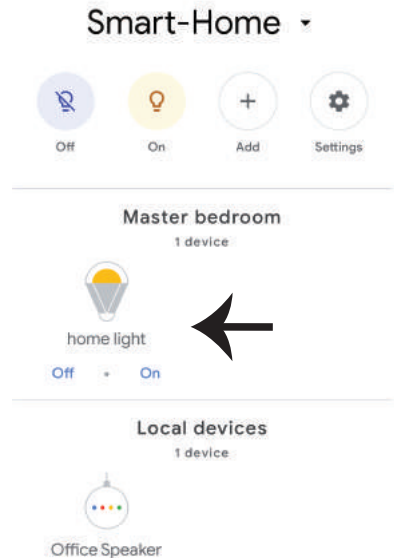 Smart-Home
Off On Add Settings
Master bedroom
1 device
home light
Off • On
Local devices
1 device
Office Speaker